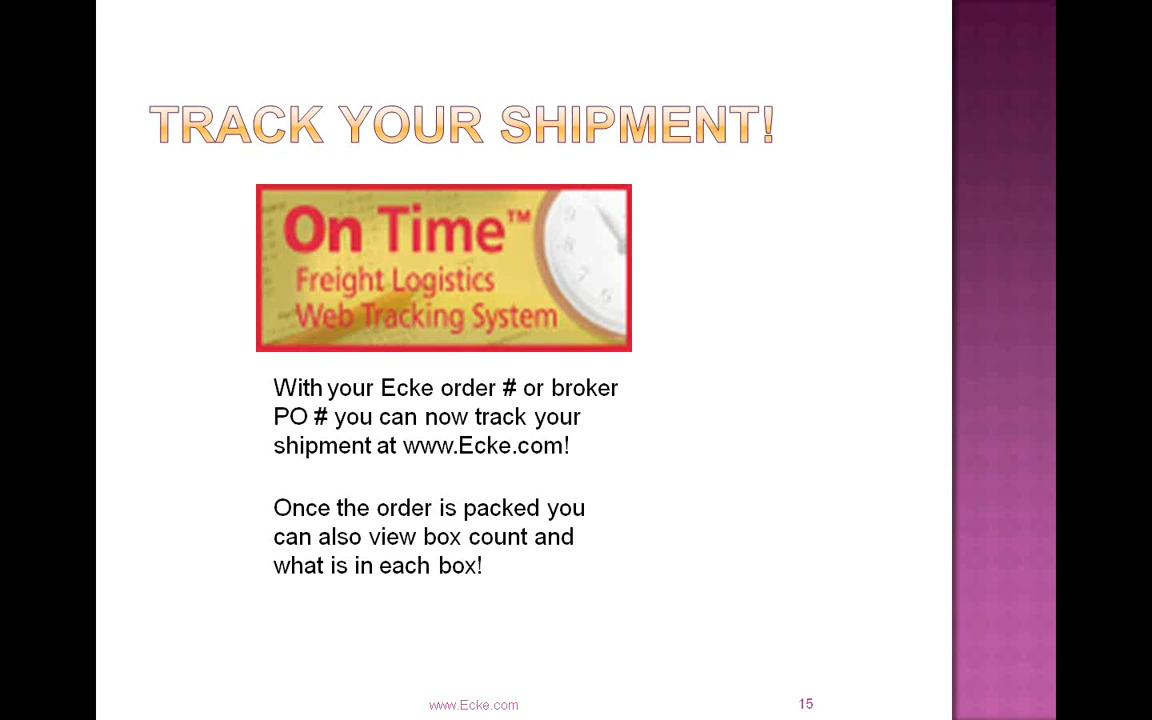 TRACK YOUR SHIPMENT!
On Time™
Freight Logistics
Web Tracking System
With your Ecke order # or broker
PO # you can now track your
shipment at www.Ecke.com!
Once the order is packed you
can also view box count and
what is in each box!
www.Ecke.com
15